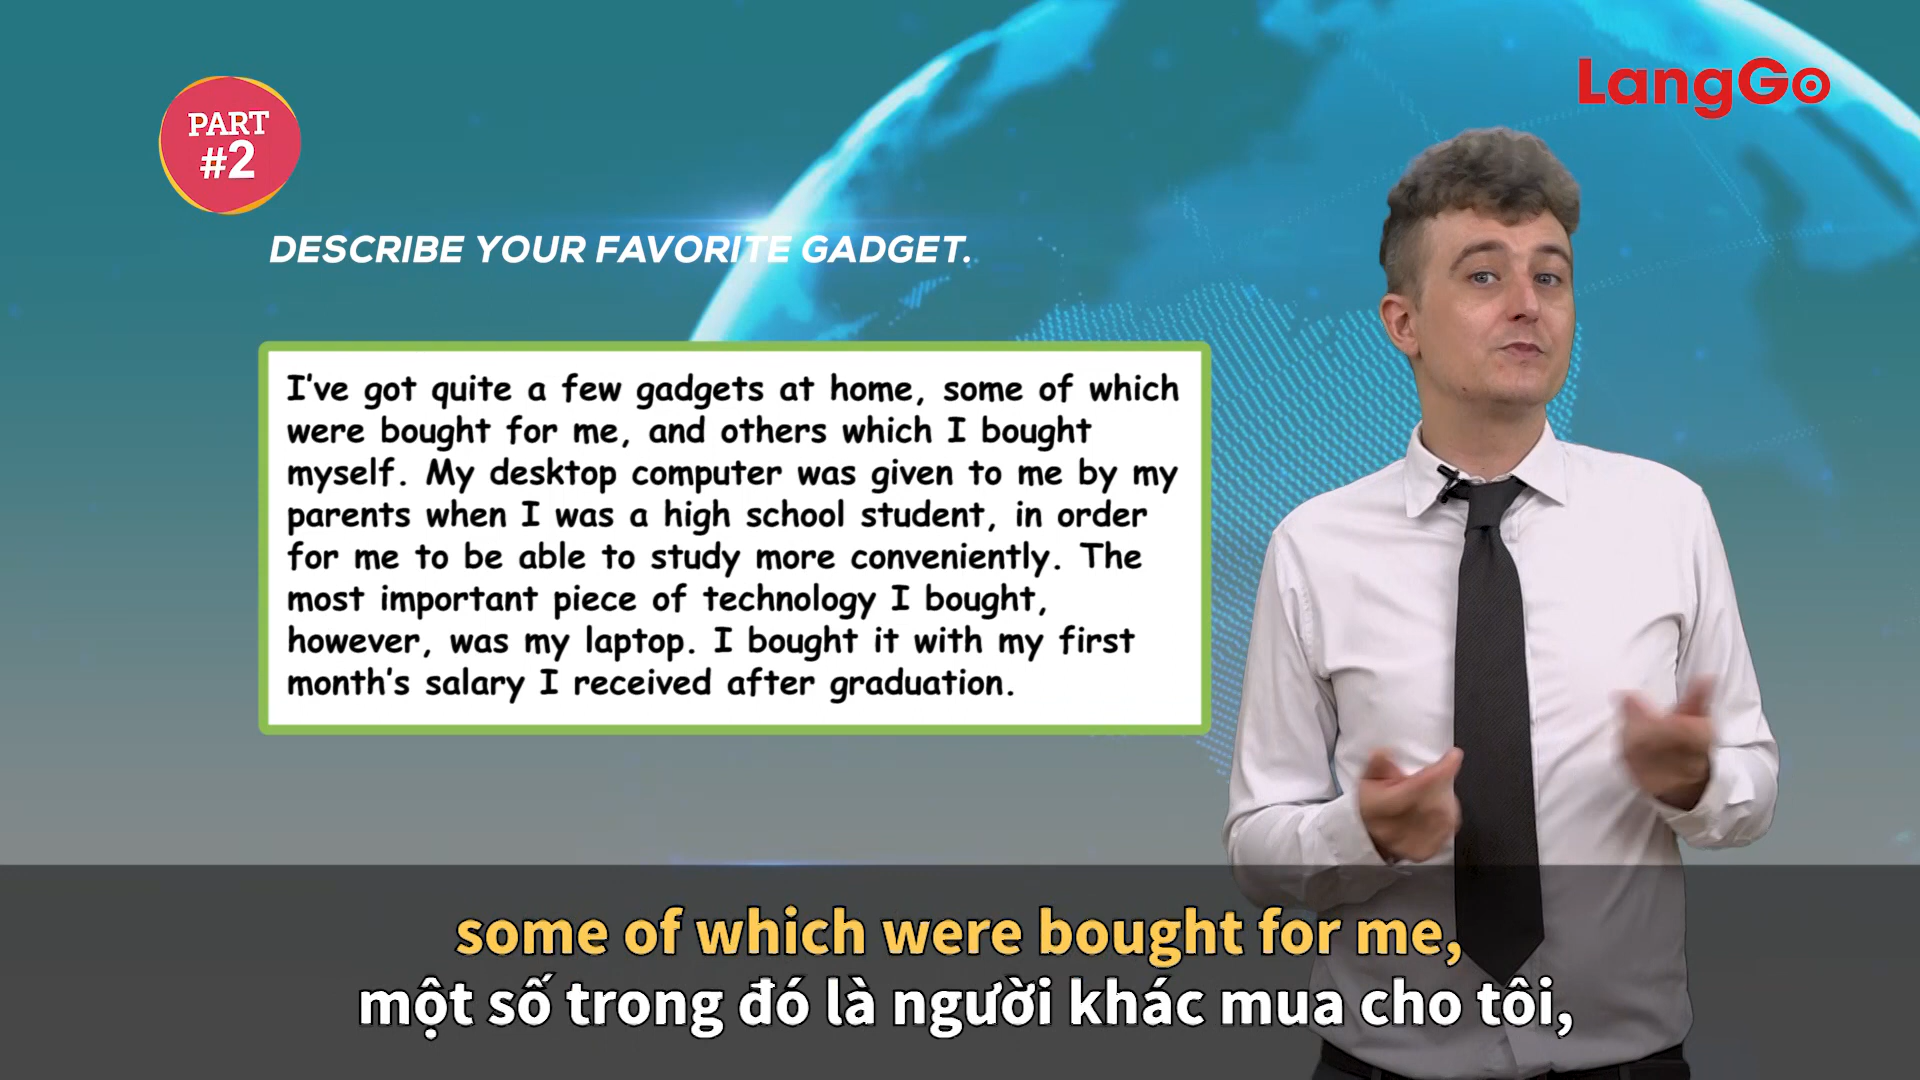 LangGo
PART
#2
DESCRIBE YOUR FAVORITE GADGET.
I've got quite a few gadgets at home, some of which
were bought for me, and others which I bought
myself. My desktop computer was given to me by my
parents when I was a high school student, in order
for me to be able to study more conveniently. The
most important piece of technology I bought,
however, was my laptop. I bought it with my first
month's salary I received after graduation.
some of which were bought for me,
một số trong đó là người khác mua cho tôi,